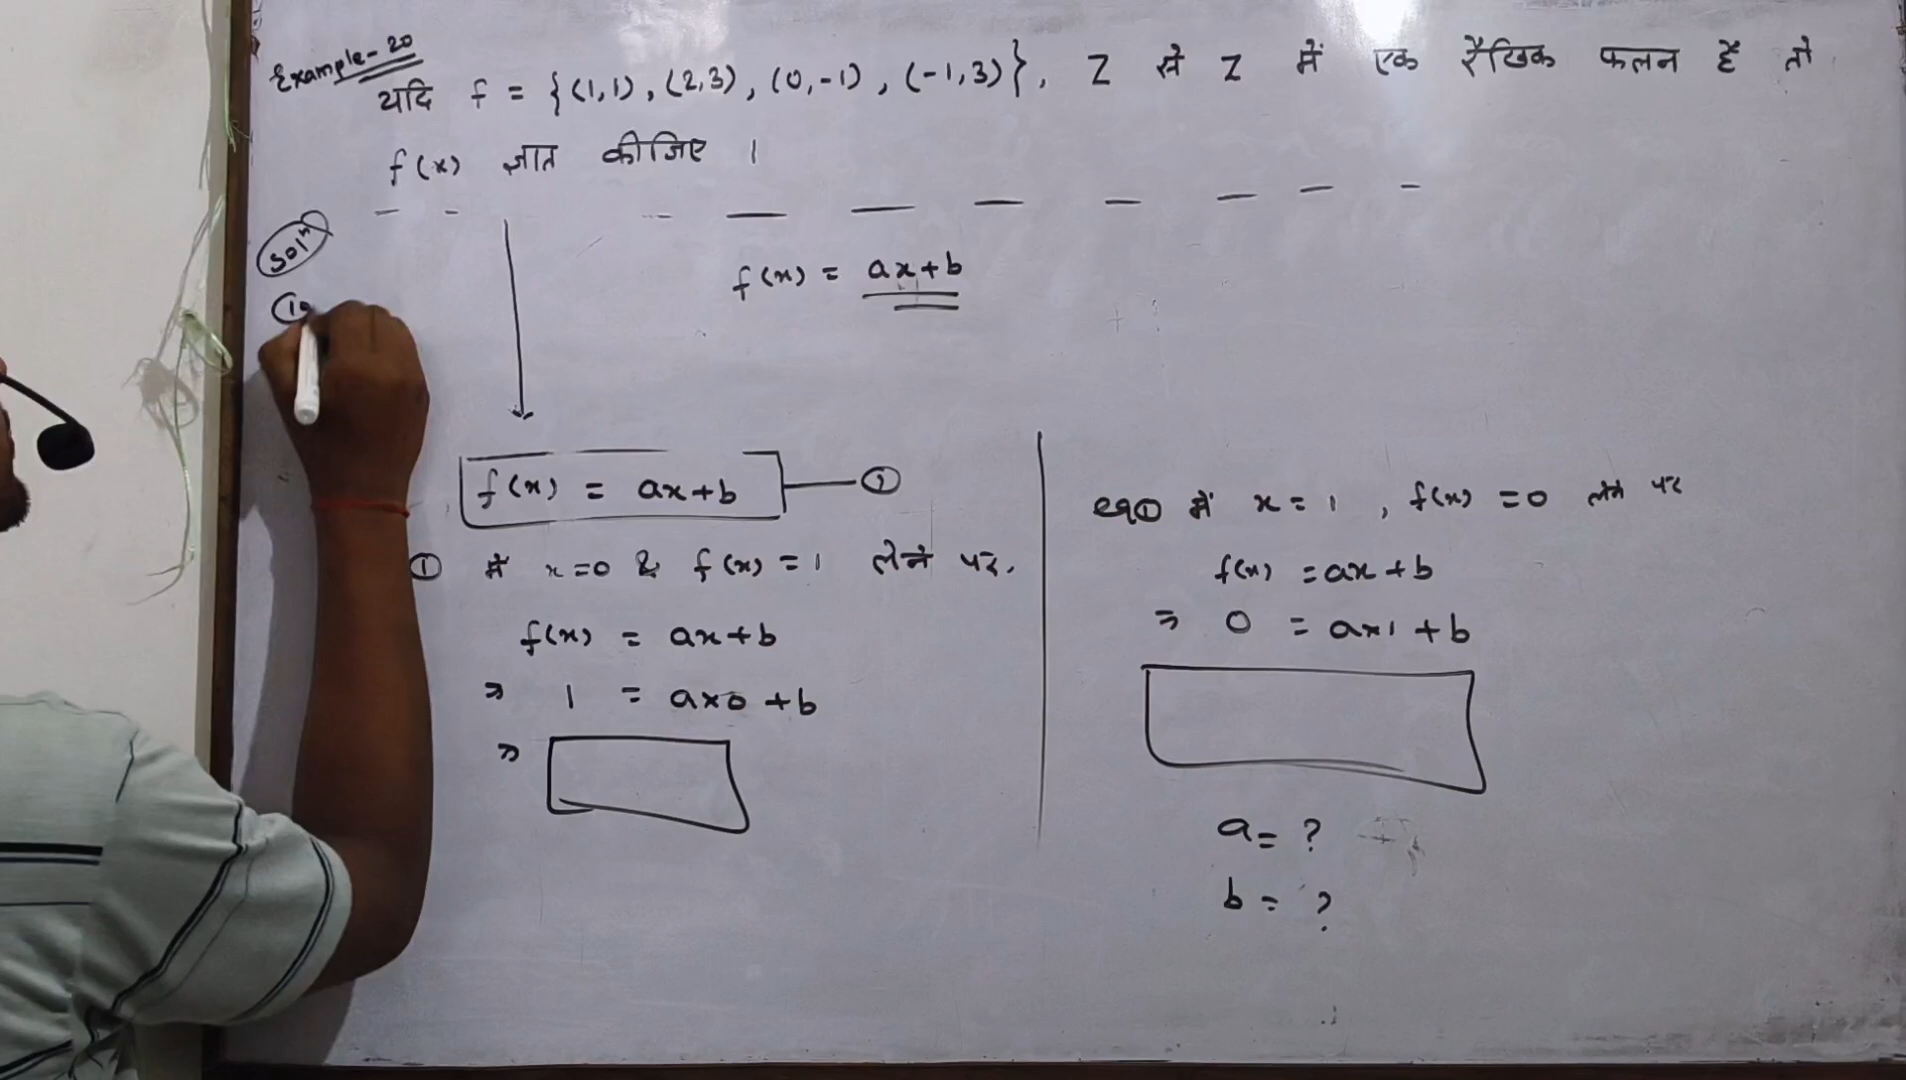 Example-20
यदि f = {(1,1), (2,3), (0,-1), (-1,3)}, Z से Z में एक रैखिक फलन है तो
f(x) ज्ञात कीजिए ।
Solⁿ
f(x) = ax+b
f(x) = ax+b — ①
① में x=0 & f(x) = 1 लेने पर.
f(x) = ax+b
⇒ 1 = a×0 + b
⇒
eq① में x = 1, f(x) = 0 लेने पर
f(x) = ax + b
⇒ 0 = a×1 + b
a = ?
b = ?